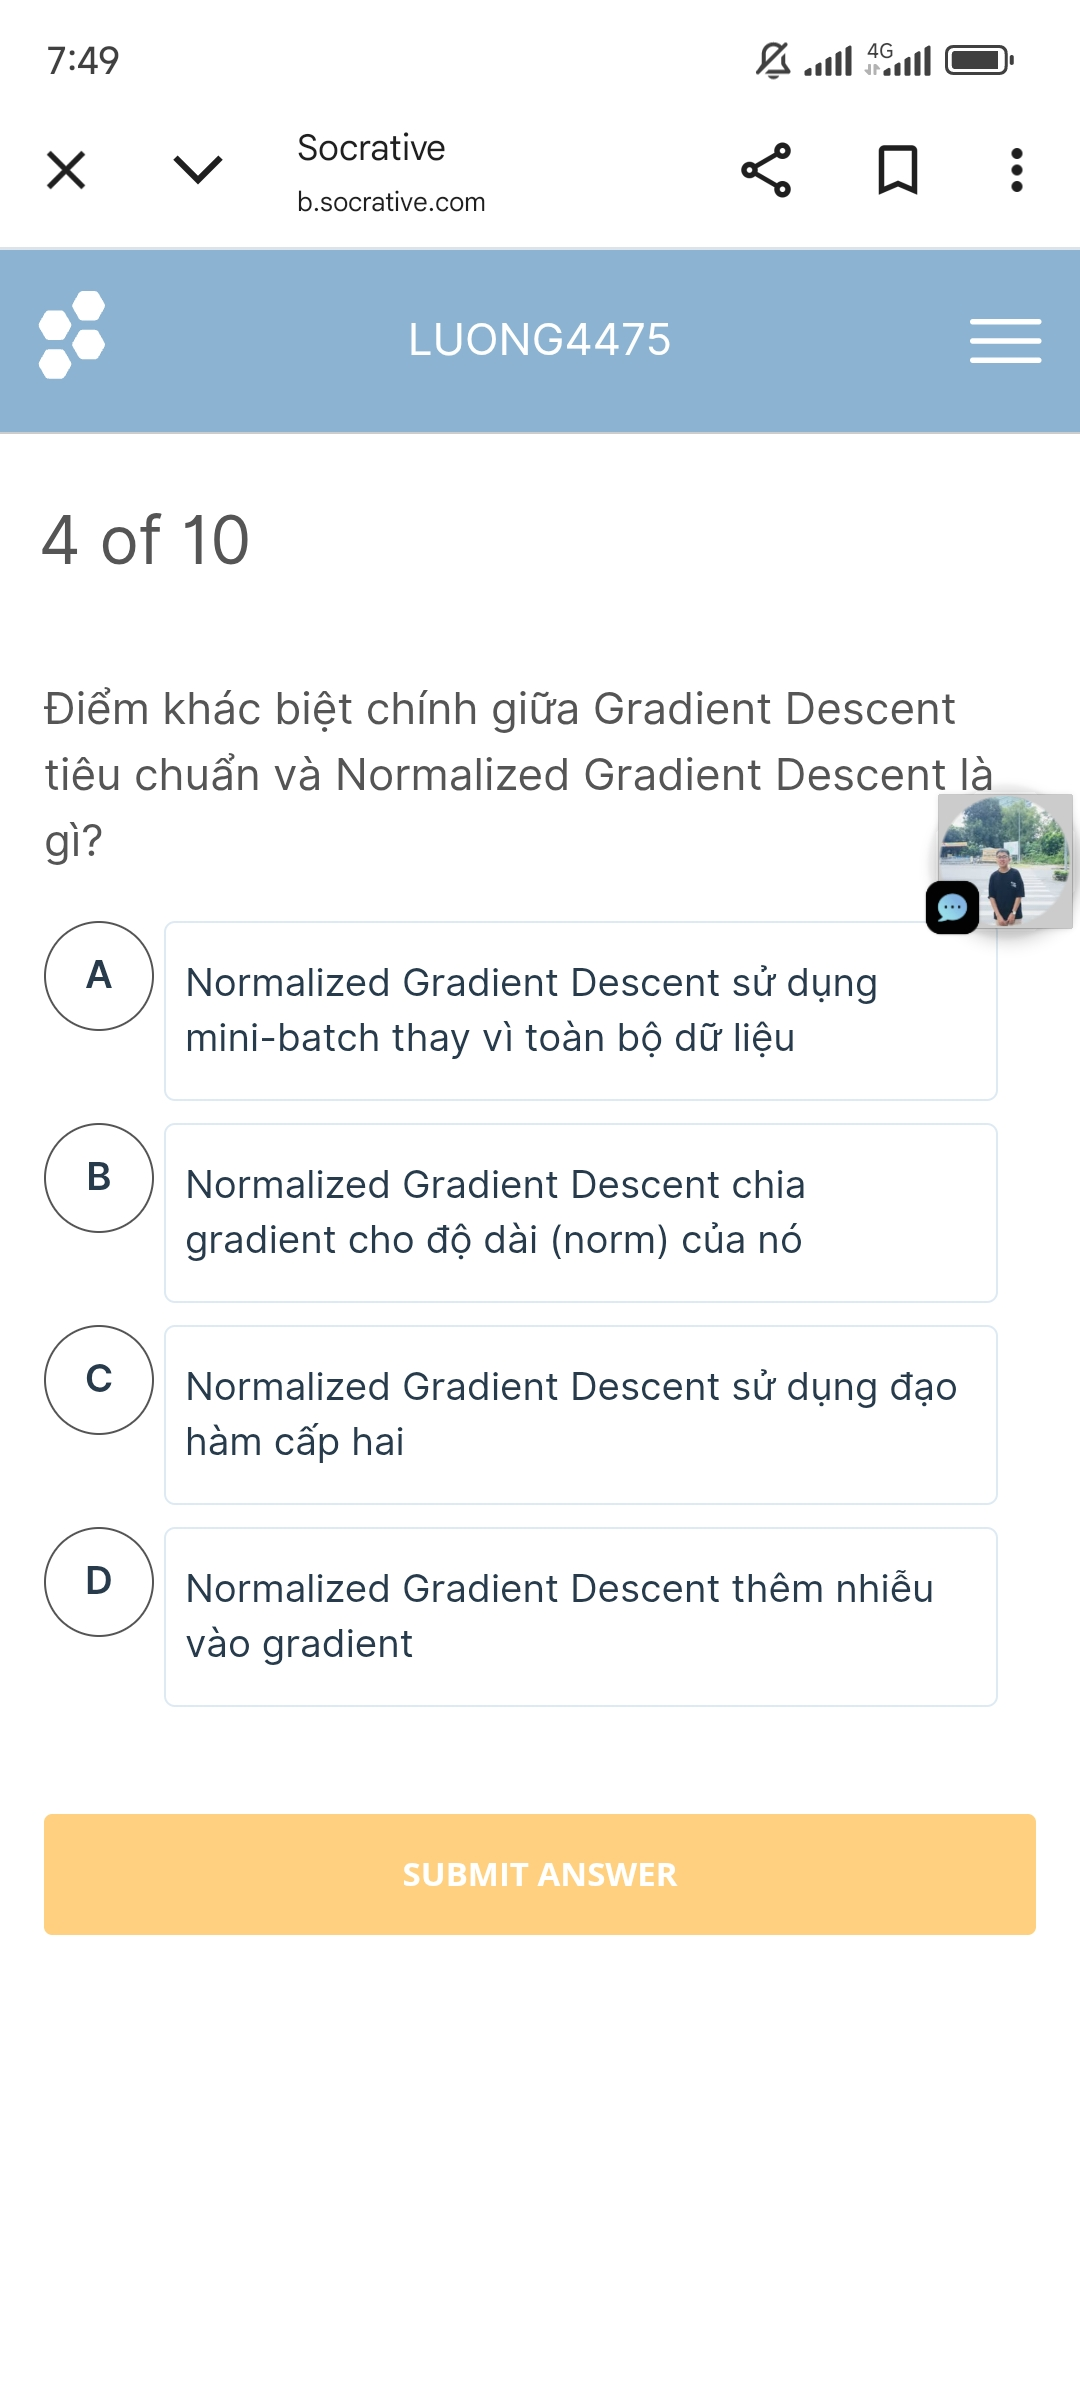 7:49
4G
Socrative
b.socrative.com
LUONG4475
4 of 10
Điểm khác biệt chính giữa Gradient Descent
tiêu chuẩn và Normalized Gradient Descent là
gì?
A
Normalized Gradient Descent sử dụng
mini-batch thay vì toàn bộ dữ liệu
B
Normalized Gradient Descent chia
gradient cho độ dài (norm) của nó
C
Normalized Gradient Descent sử dụng đạo
hàm cấp hai
D
Normalized Gradient Descent thêm nhiễu
vào gradient
SUBMIT ANSWER